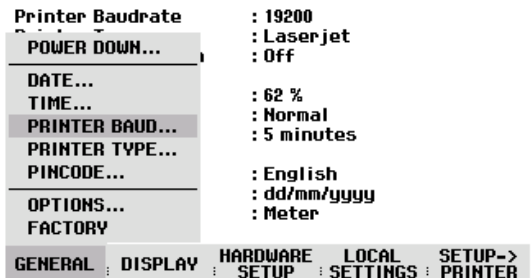 Printer Baudrate : 19200
: Laserjet
POWER DOWN... : Off
DATE...
TIME... : 62 %
: Normal
PRINTER BAUD... : 5 minutes
PRINTER TYPE...
PINCODE... : English
: dd/mm/yyyy
OPTIONS... : Meter
FACTORY
GENERAL DISPLAY HARDWARE SETUP LOCAL SETTINGS SETUP-> PRINTER